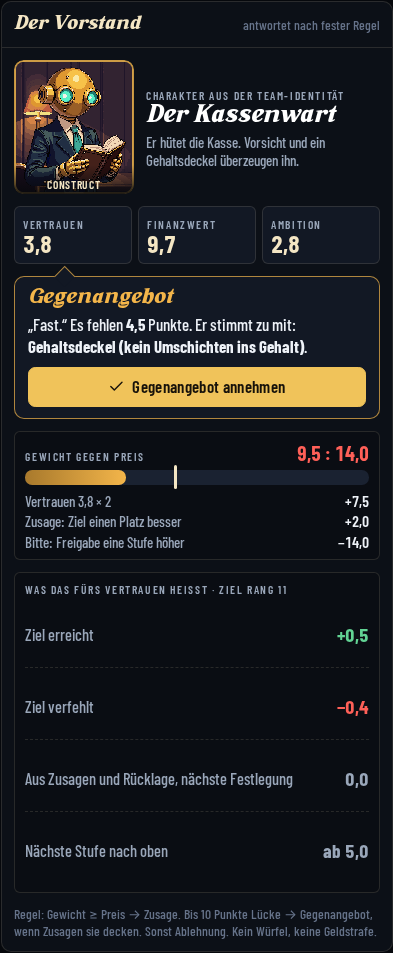 Der Vorstand
antwortet nach fester Regel
CONSTRUCT
CHARAKTER AUS DER TEAM-IDENTITÄT
Der Kassenwart
Er hütet die Kasse. Vorsicht und ein
Gehaltsdeckel überzeugen ihn.
VERTRAUEN
3,8
FINANZWERT
9,7
AMBITION
2,8
Gegenangebot
„Fast.“ Es fehlen 4,5 Punkte. Er stimmt zu mit:
Gehaltsdeckel (kein Umschichten ins Gehalt).
Gegenangebot annehmen
GEWICHT GEGEN PREIS
9,5 : 14,0
Vertrauen 3,8 × 2
+7,5
Zusage: Ziel einen Platz besser
+2,0
Bitte: Freigabe eine Stufe höher
−14,0
WAS DAS FÜRS VERTRAUEN HEISST · ZIEL RANG 11
Ziel erreicht
+0,5
Ziel verfehlt
−0,4
Aus Zusagen und Rücklage, nächste Festlegung
0,0
Nächste Stufe nach oben
ab 5,0
Regel: Gewicht ≥ Preis → Zusage. Bis 10 Punkte Lücke → Gegenangebot,
wenn Zusagen sie decken. Sonst Ablehnung. Kein Würfel, keine Geldstrafe.